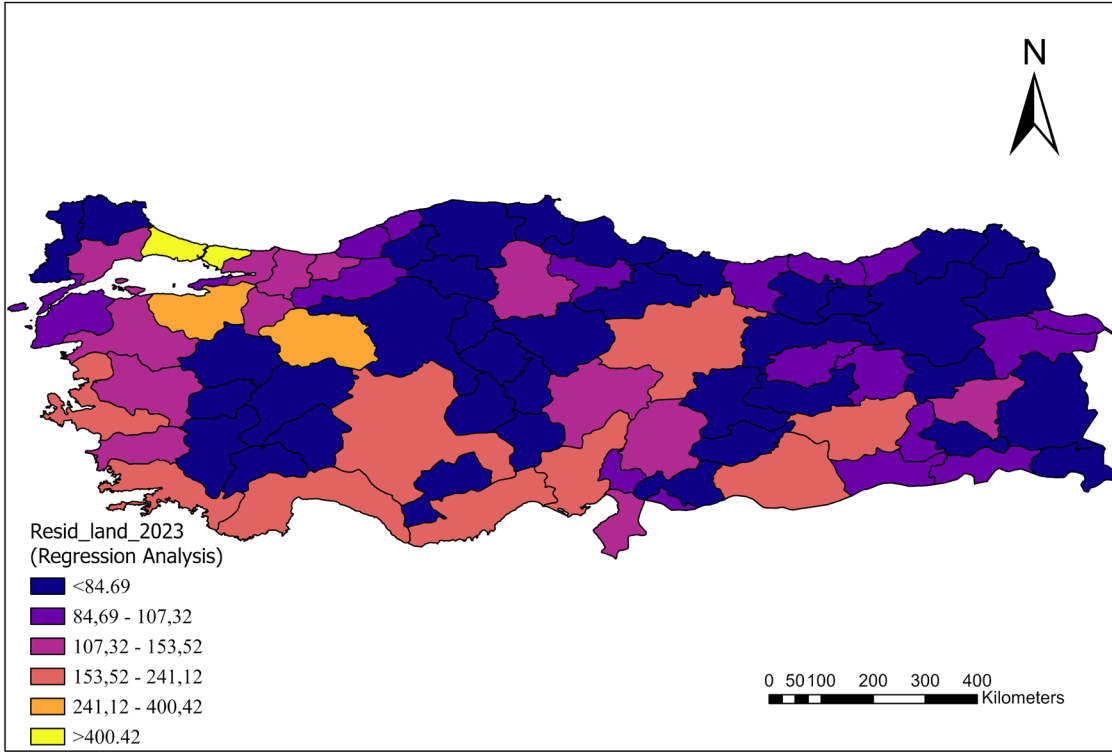 N
Resid_land_2023
(Regression Analysis)
<84.69
84,69 - 107,32
107,32 - 153,52
153,52 - 241,12
241,12 - 400,42
>400.42
0 50 100 200 300 400
Kilometers